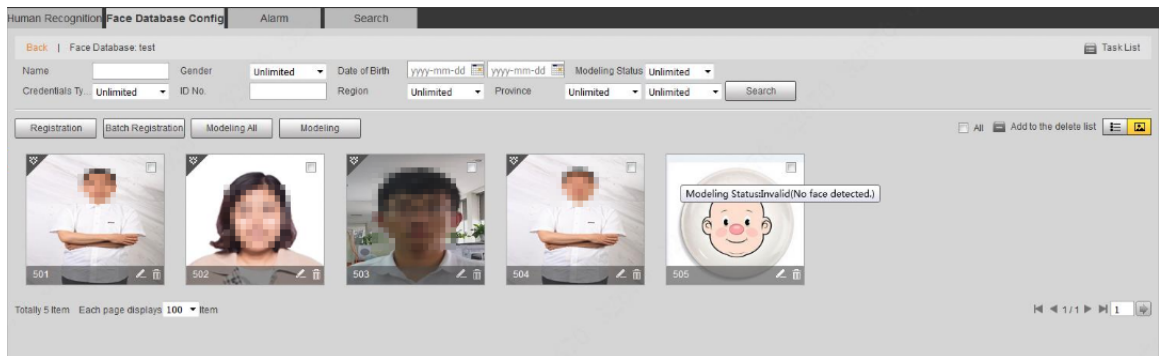 Human Recognition Face Database Config Alarm Search
Back | Face Database: test Task List
Name Gender Unlimited Date of Birth yyyy-mm-dd yyyy-mm-dd Modeling Status Unlimited
Credentials Ty... Unlimited ID No. Region Unlimited Province Unlimited Unlimited Search
Registration Batch Registration Modeling All Modeling All Add to the delete list
Modeling Status:Invalid(No face detected.)
501 502 503 504 505
Totally 5 Item Each page displays 100 Item 1/1 1